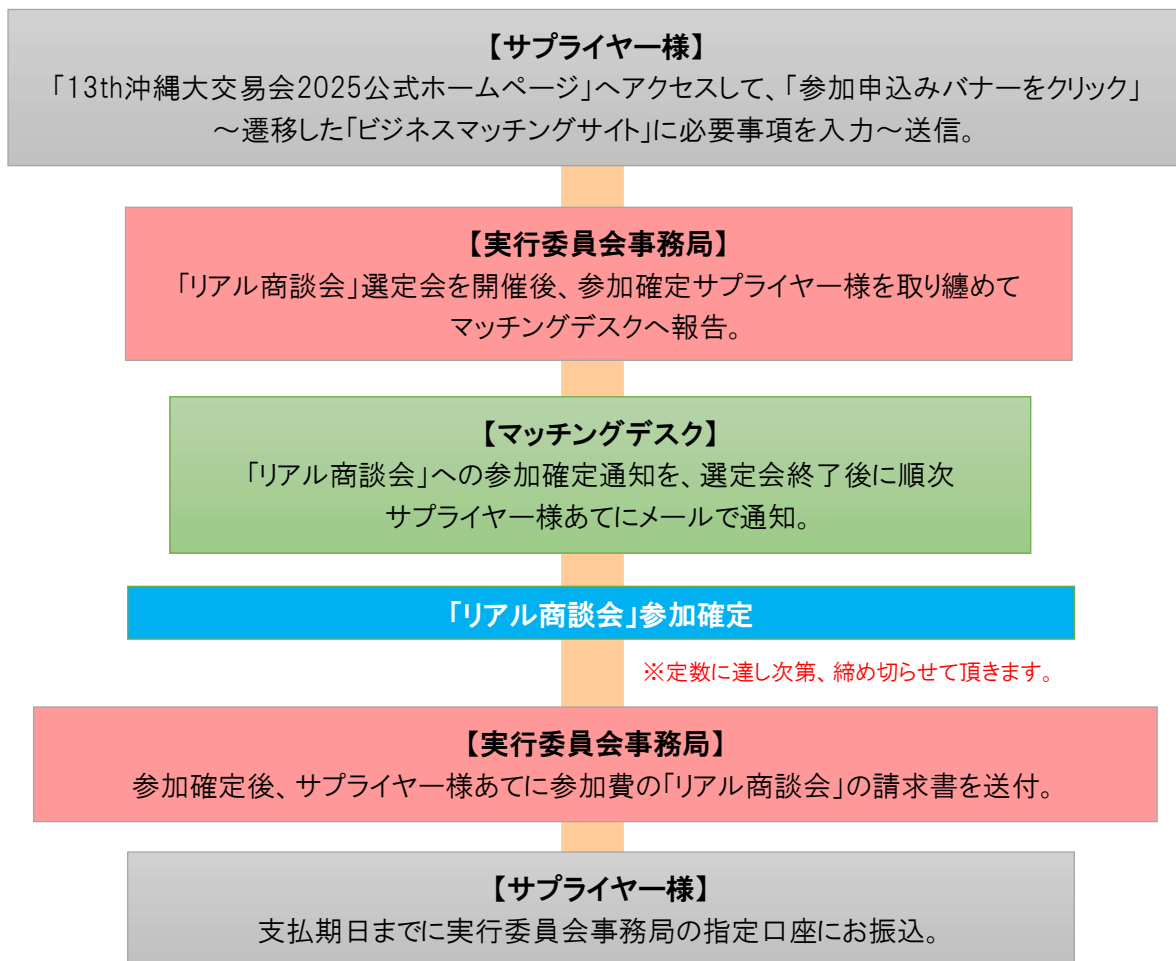 【サプライヤー様】
「13th沖縄大交易会2025公式ホームページ」へアクセスして、「参加申込みバナーをクリック」
～遷移した「ビジネスマッチングサイト」に必要事項を入力～送信。
【実行委員会事務局】
「リアル商談会」選定会を開催後、参加確定サプライヤー様を取り纏めて
マッチングデスクへ報告。
【マッチングデスク】
「リアル商談会」への参加確定通知を、選定会終了後に順次
サプライヤー様あてにメールで通知。
「リアル商談会」参加確定
※定数に達し次第、締め切らせて頂きます。
【実行委員会事務局】
参加確定後、サプライヤー様あてに参加費の「リアル商談会」の請求書を送付。
【サプライヤー様】
支払期日までに実行委員会事務局の指定口座にお振込。